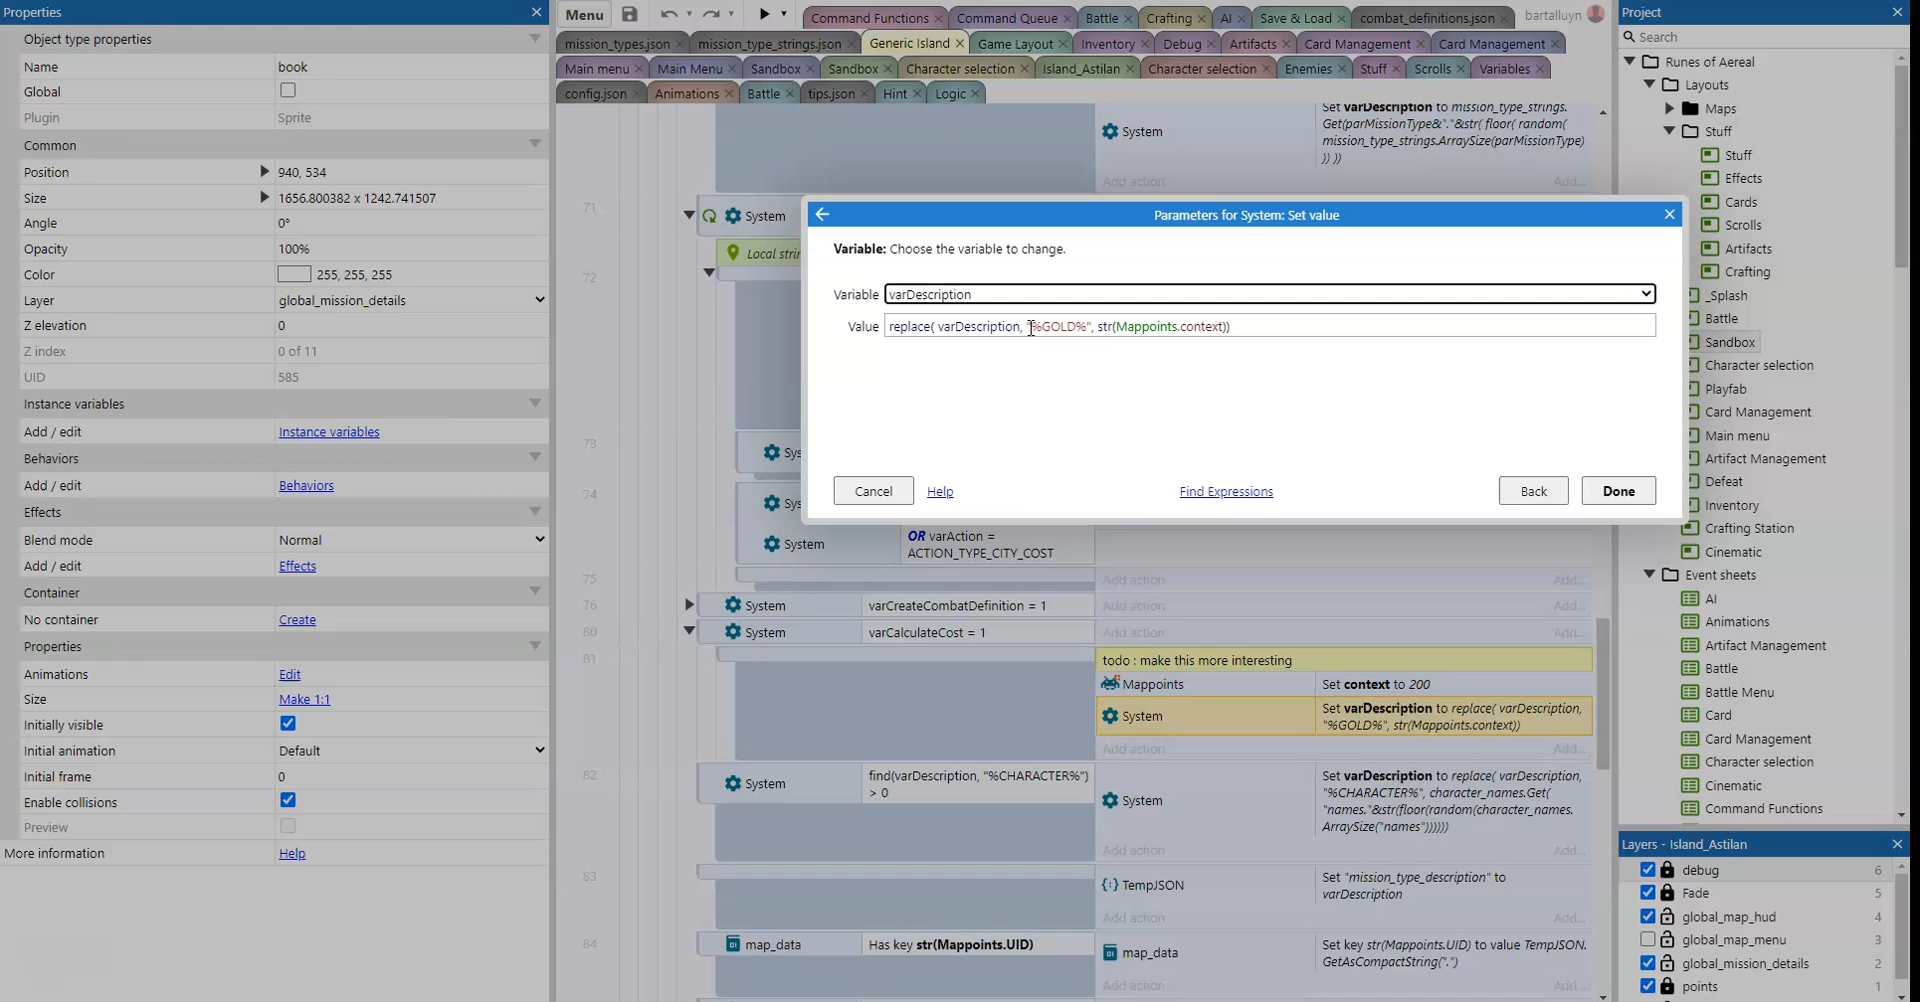 Properties
Object type properties
Name book
Global
Plugin Sprite
Common
Position 940, 534
Size 1656.800382 x 1242.741507
Angle 0°
Opacity 100%
Color 255, 255, 255
Layer global_mission_details
Z elevation 0
Z index 0 of 11
UID 585
Instance variables
Add / edit Instance variables
Behaviors
Add / edit Behaviors
Effects
Blend mode Normal
Add / edit Effects
Container
No container Create
Properties
Animations Edit
Size Make 1:1
Initially visible
Initial animation Default
Initial frame 0
Enable collisions
Preview
More information Help
Menu
Command Functions Command Queue Battle Crafting AI Save & Load combat_definitions.json bartalluyn
mission_types.json mission_type_strings.json Generic Island Game Layout Inventory Debug Artifacts Card Management Card Management
Main menu Main Menu Sandbox Sandbox Character selection Island_Astilan Character selection Enemies Stuff Scrolls Variables
config.json Animations Battle tips.json Hint Logic
System Set varDescription to mission_type_strings.
Get(parMissionType&"."&str( floor( random(
mission_type_strings.ArraySize(parMissionType)
)) ))
Add action Add...
71 System
Local strin
72
73 Sys
74 Sys
System OR varAction =
ACTION_TYPE_CITY_COST
75 Add action Add...
76 System varCreateCombatDefinition = 1 Add action Add...
80 System varCalculateCost = 1 Add action Add...
81 todo : make this more interesting
Mappoints Set context to 200
System Set varDescription to replace( varDescription,
"%GOLD%", str(Mappoints.context))
Add action Add...
82 System find(varDescription, "%CHARACTER%")
> 0
System Set varDescription to replace( varDescription,
"%CHARACTER%", character_names.Get(
"names."&str(floor(random(character_names.
ArraySize("names"))))))
Add action Add...
83 TempJSON Set "mission_type_description" to
varDescription
Add action Add...
84 map_data Has key str(Mappoints.UID) map_data Set key str(Mappoints.UID) to value TempJSON.
GetAsCompactString(".")
Add action Add...
Parameters for System: Set value
Variable: Choose the variable to change.
Variable varDescription
Value replace( varDescription, "%GOLD%", str(Mappoints.context))
Cancel Help Find Expressions Back Done
Project
Search
Runes of Aereal
Layouts
Maps
Stuff
Stuff
Effects
Cards
Scrolls
Artifacts
Crafting
_Splash
Battle
Sandbox
Character selection
Playfab
Card Management
Main menu
Artifact Management
Defeat
Inventory
Crafting Station
Cinematic
Event sheets
AI
Animations
Artifact Management
Battle
Battle Menu
Card
Card Management
Character selection
Cinematic
Command Functions
Layers - Island_Astilan
debug 6
Fade 5
global_map_hud 4
global_map_menu 3
global_mission_details 2
points 1